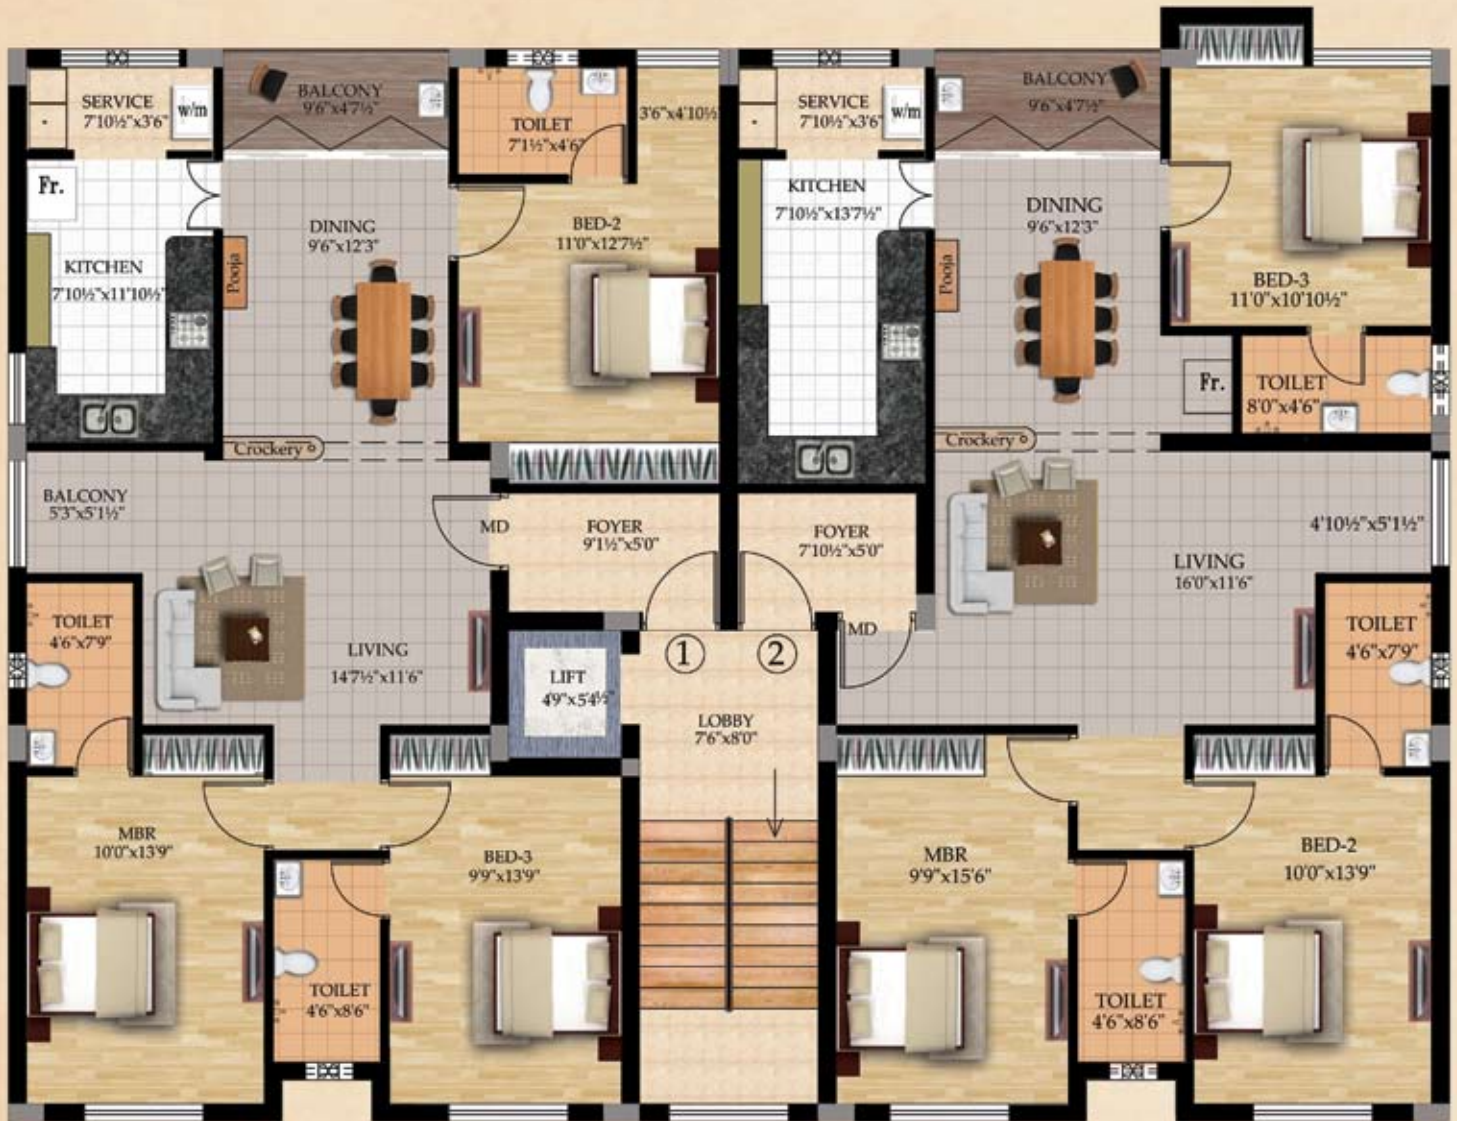 SERVICE
7'10½"x3'6"
w/m
BALCONY
9'6"x4'7½"
TOILET
7'1½"x4'6"
3'6"x4'10½"
Fr.
KITCHEN
7'10½"x11'10½"
DINING
9'6"x12'3"
Pooja
BED-2
11'0"x12'7½"
Crockery
BALCONY
5'3"x5'1½"
MD
FOYER
9'1½"x5'0"
TOILET
4'6"x7'9"
LIVING
14'7½"x11'6"
LIFT
4'9"x5'4½"
MBR
10'0"x13'9"
BED-3
9'9"x13'9"
TOILET
4'6"x8'6"
1
2
LOBBY
7'6"x8'0"
SERVICE
7'10½"x3'6"
w/m
BALCONY
9'6"x4'7½"
KITCHEN
7'10½"x13'7½"
DINING
9'6"x12'3"
Pooja
BED-3
11'0"x10'10½"
Fr.
TOILET
8'0"x4'6"
Crockery
FOYER
7'10½"x5'0"
MD
4'10½"x5'1½"
LIVING
16'0"x11'6"
TOILET
4'6"x7'9"
MBR
9'9"x15'6"
BED-2
10'0"x13'9"
TOILET
4'6"x8'6"